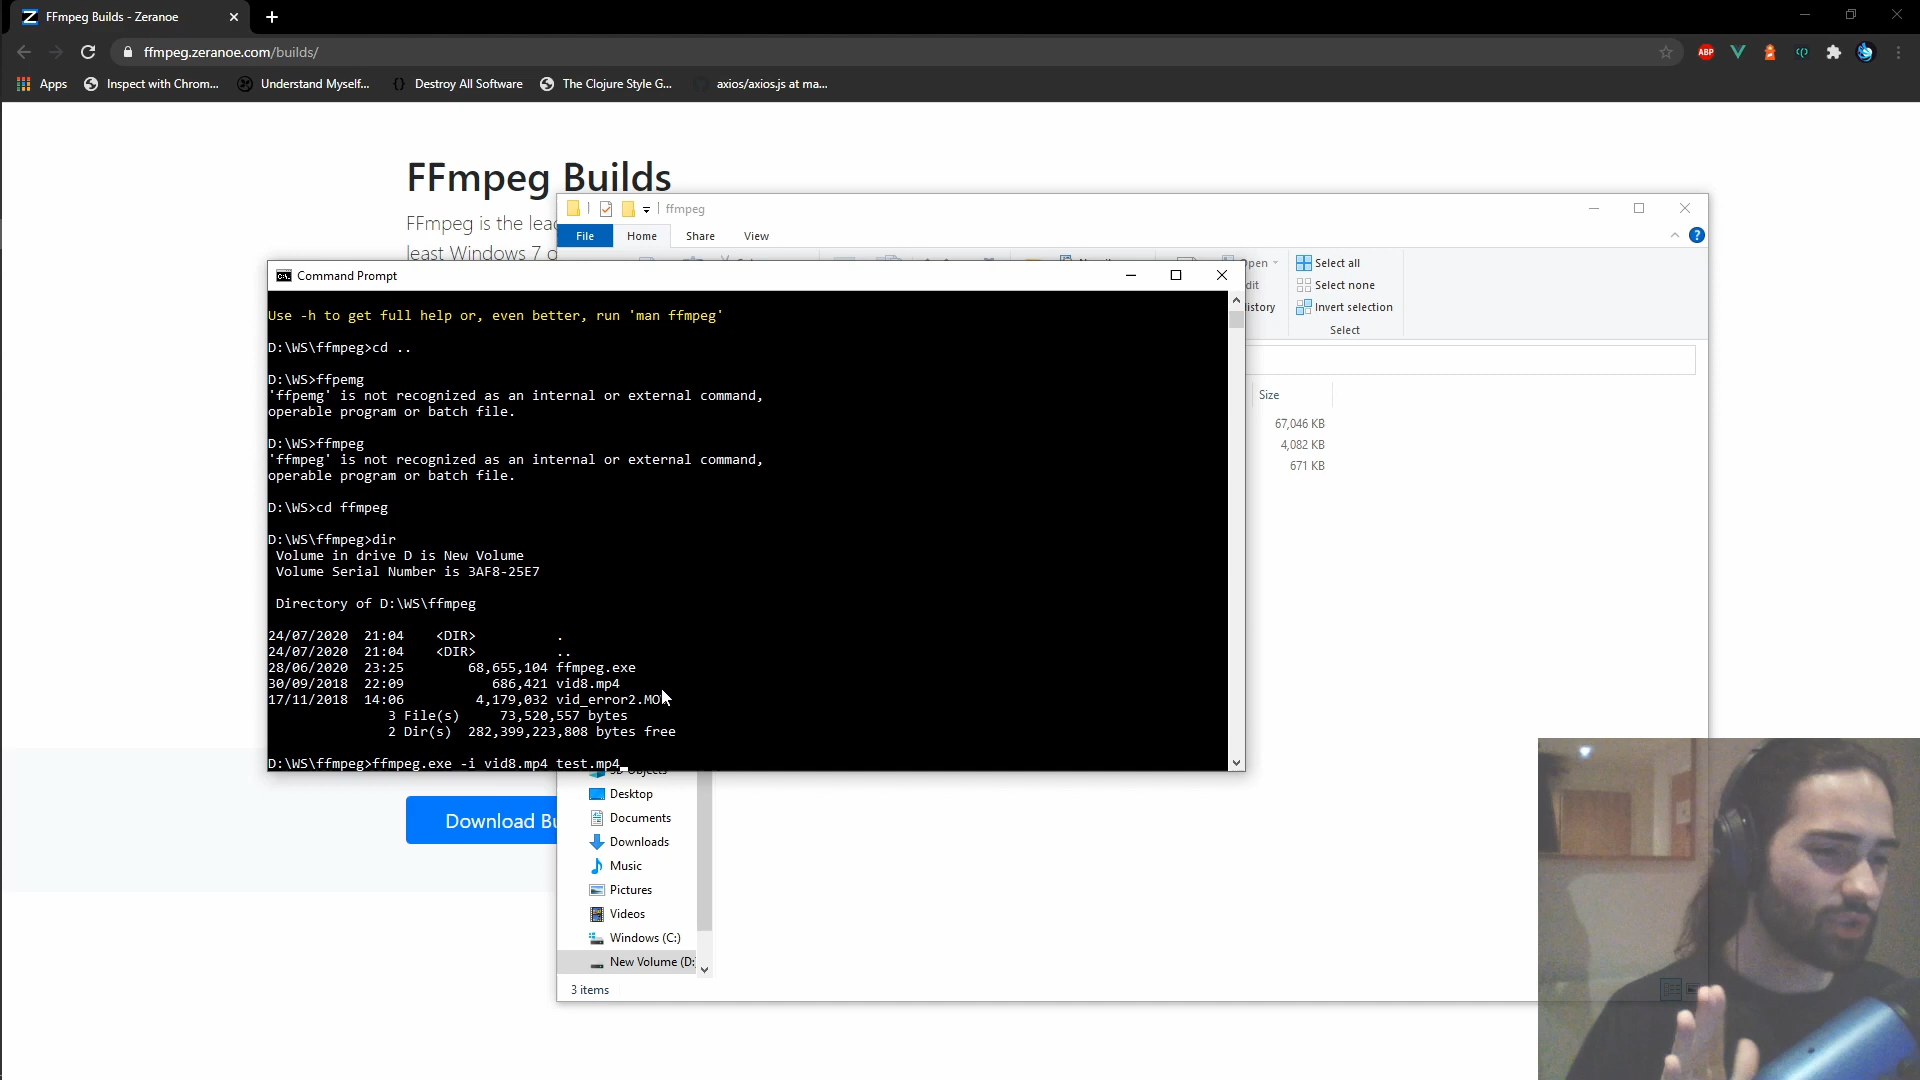 FFmpeg Builds - Zeranoe
ffmpeg.zeranoe.com/builds/
ABP
Apps
Inspect with Chrom...
Understand Myself...
Destroy All Software
The Clojure Style G...
axios/axios.js at ma...
FFmpeg Builds
FFmpeg is the lea
least Windows 7 
ffmpeg
File
Home
Share
View
Select all
Select none
Invert selection
Select
Size
67,046 KB
4,082 KB
671 KB
Command Prompt
Use -h to get full help or, even better, run 'man ffmpeg'
D:\WS\ffmpeg>cd ..
D:\WS>ffpemg
'ffpemg' is not recognized as an internal or external command,
operable program or batch file.
D:\WS>ffmpeg
'ffmpeg' is not recognized as an internal or external command,
operable program or batch file.
D:\WS>cd ffmpeg
D:\WS\ffmpeg>dir
Volume in drive D is New Volume
Volume Serial Number is 3AF8-25E7
Directory of D:\WS\ffmpeg
24/07/2020  21:04    <DIR>          .
24/07/2020  21:04    <DIR>          ..
28/06/2020  23:25        68,655,104 ffmpeg.exe
30/09/2018  22:09           686,421 vid8.mp4
17/11/2018  14:06         4,179,032 vid_error2.MO
3 File(s)     73,520,557 bytes
2 Dir(s)  282,399,223,808 bytes free
D:\WS\ffmpeg>ffmpeg.exe -i vid8.mp4 test.mp4_
Download Bu
Desktop
Documents
Downloads
Music
Pictures
Videos
Windows (C:)
New Volume (D:
3 items